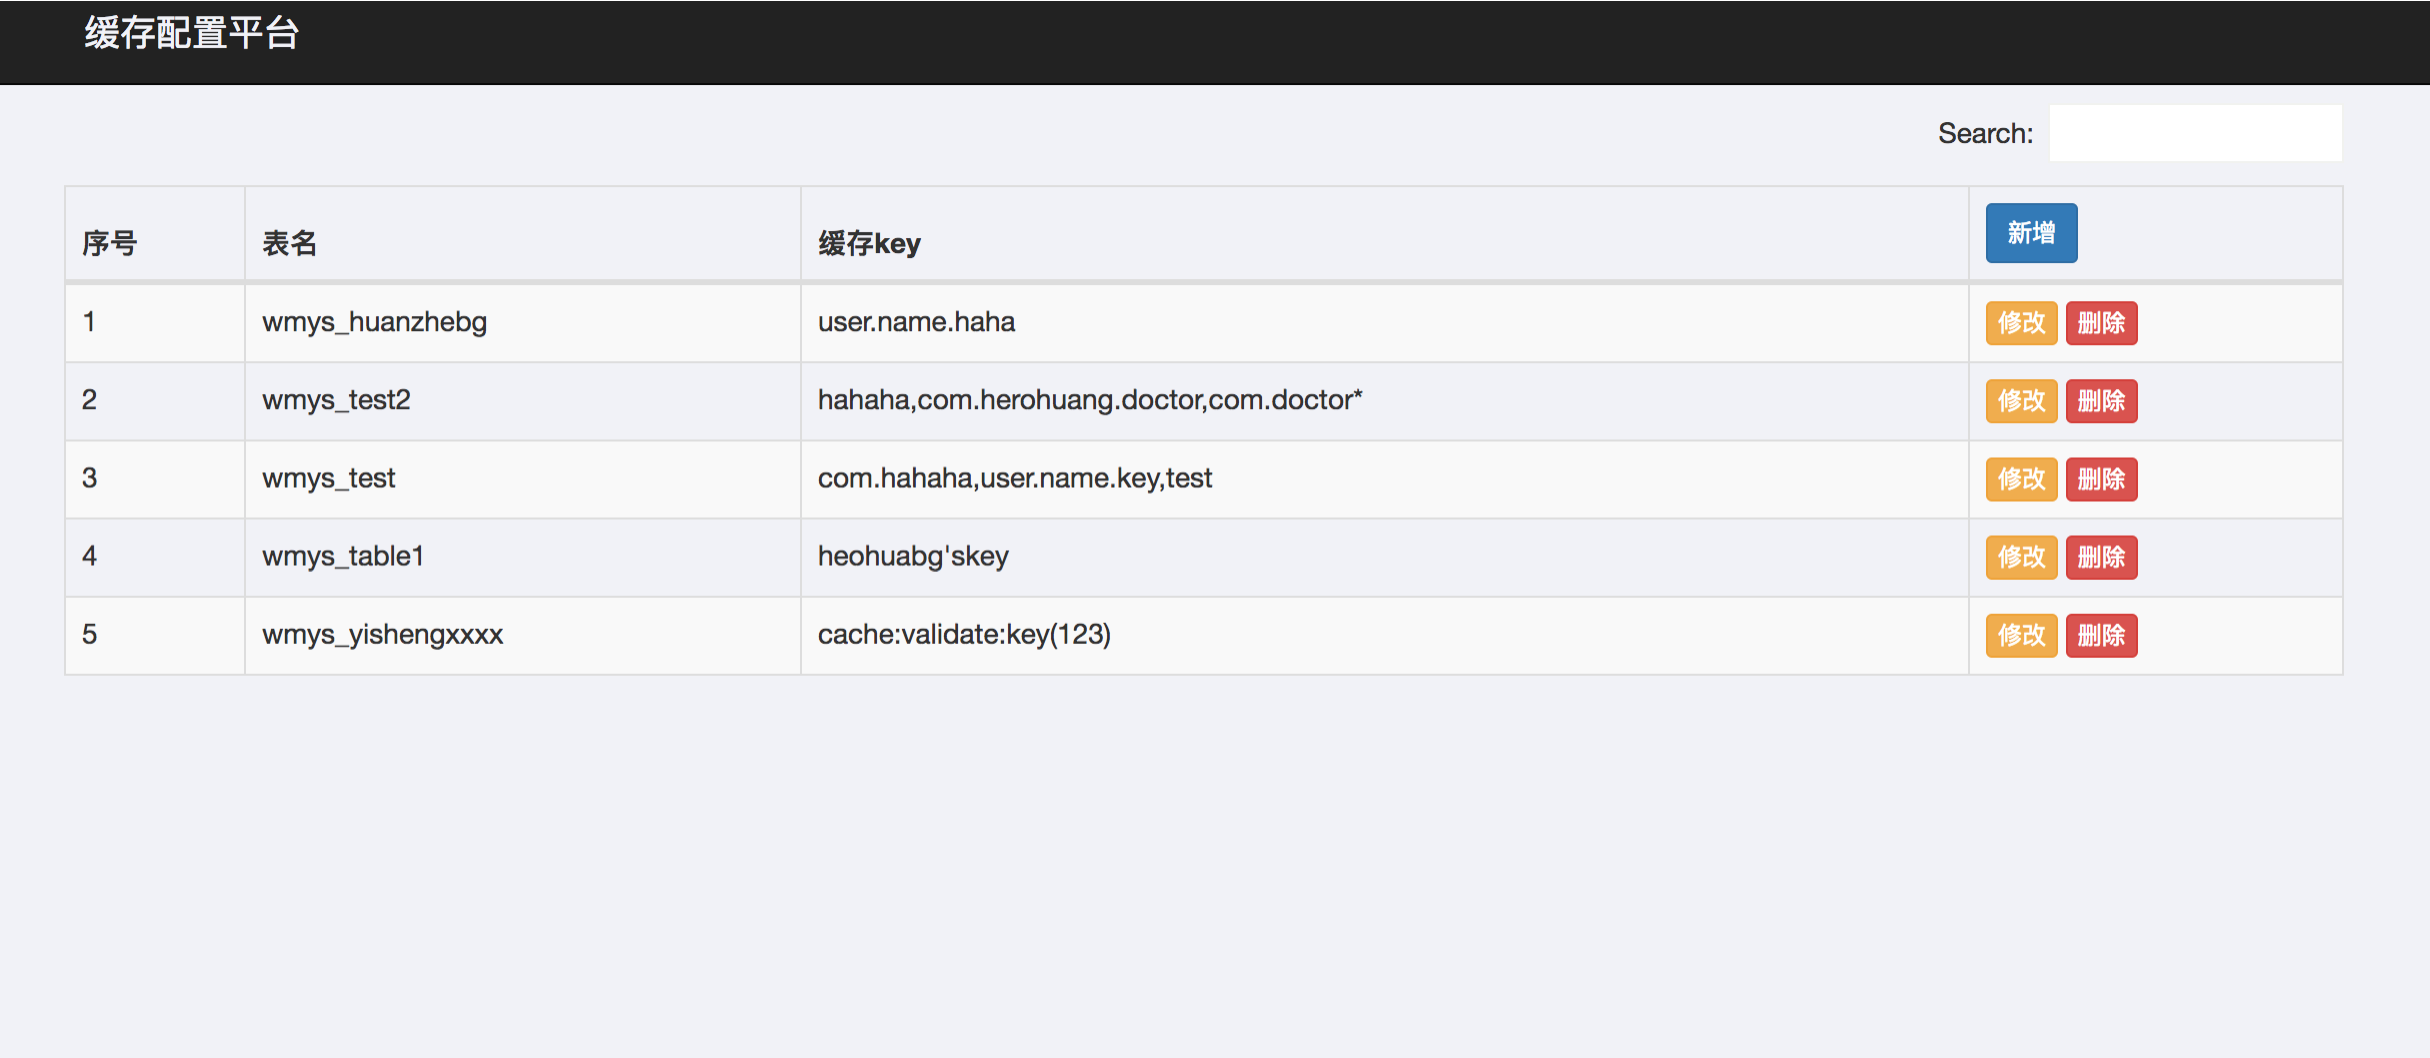 缓存配置平台
Search:
序号 表名 缓存key 新增
1 wmys_huanzhebg user.name.haha 修改 删除
2 wmys_test2 hahaha,com.herohuang.doctor,com.doctor* 修改 删除
3 wmys_test com.hahaha,user.name.key,test 修改 删除
4 wmys_table1 heohuabg'skey 修改 删除
5 wmys_yishengxxxx cache:validate:key(123) 修改 删除